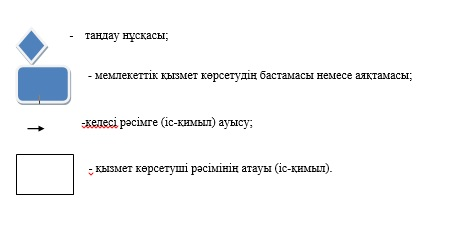 - таңдау нұсқасы;
- мемлекеттік қызмет көрсетудің бастамасы немесе аяқтамасы;
-келесі рәсімге (іс-қимыл) ауысу;
- қызмет көрсетуші рәсімінің атауы (іс-қимыл).